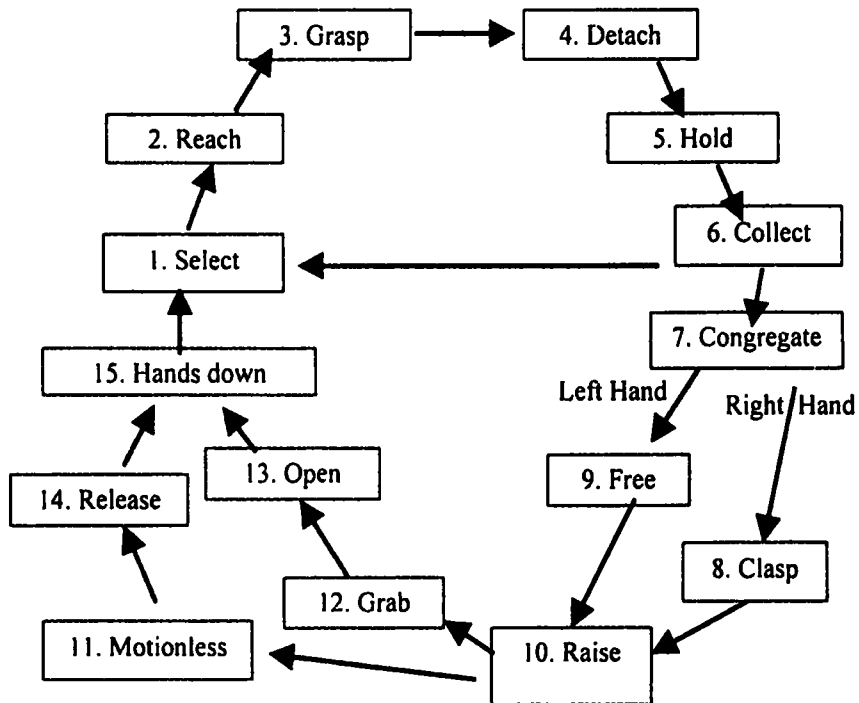 3. Grasp
4. Detach
2. Reach
5. Hold
1. Select
6. Collect
7. Congregate
15. Hands down
Left Hand
Right Hand
13. Open
14. Release
9. Free
8. Clasp
12. Grab
11. Motionless
10. Raise